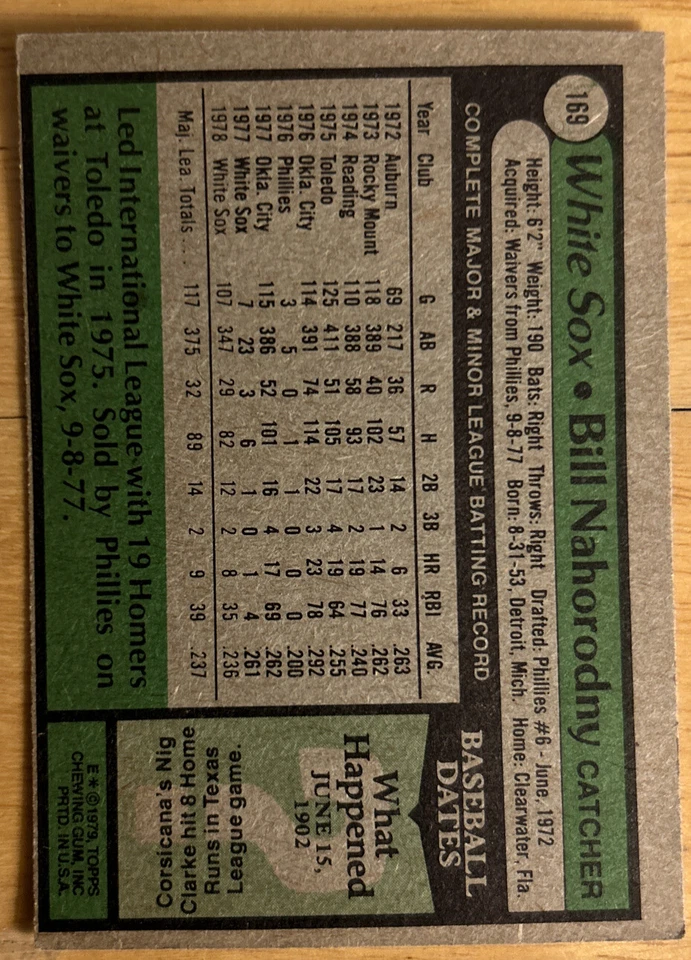 169
White Sox • Bill Nahorodny CATCHER
Height: 6'2" Weight: 190 Bats: Right Throws: Right Drafted: Phillies #6 - June, 1972
Acquired: Waivers from Phillies, 9-8-77 Born: 8-31-53, Detroit, Mich. Home: Clearwater, Fla.
COMPLETE MAJOR & MINOR LEAGUE BATTING RECORD
Year Club G AB R H 2B 3B HR RBI AVG.
1972 Auburn 69 217 36 57 14 2 6 33 .263
1973 Rocky Mount 118 389 40 102 23 1 14 76 .262
1974 Reading 110 388 58 93 17 2 19 77 .240
1975 Toledo 125 411 51 105 17 4 19 64 .255
1976 Okla. City 114 391 74 114 22 3 23 78 .292
1976 Phillies 3 5 0 1 1 0 0 0 .200
1977 Okla. City 115 386 52 101 16 4 17 69 .262
1977 White Sox 7 23 3 6 1 0 1 4 .261
1978 White Sox 107 347 29 82 12 2 8 35 .236
Maj. Lea. Totals .... 117 375 32 89 14 2 9 39 .237
Led International League with 19 Homers
at Toledo in 1975. Sold by Phillies on
waivers to White Sox, 9-8-77.
BASEBALL
DATES
What
Happened
JUNE 15,
1902
Corsicana's Nig
Clarke hit 8 Home
Runs in Texas
League game.
E*©1979, TOPPS
CHEWING GUM, INC
PRTD. IN U.S.A.